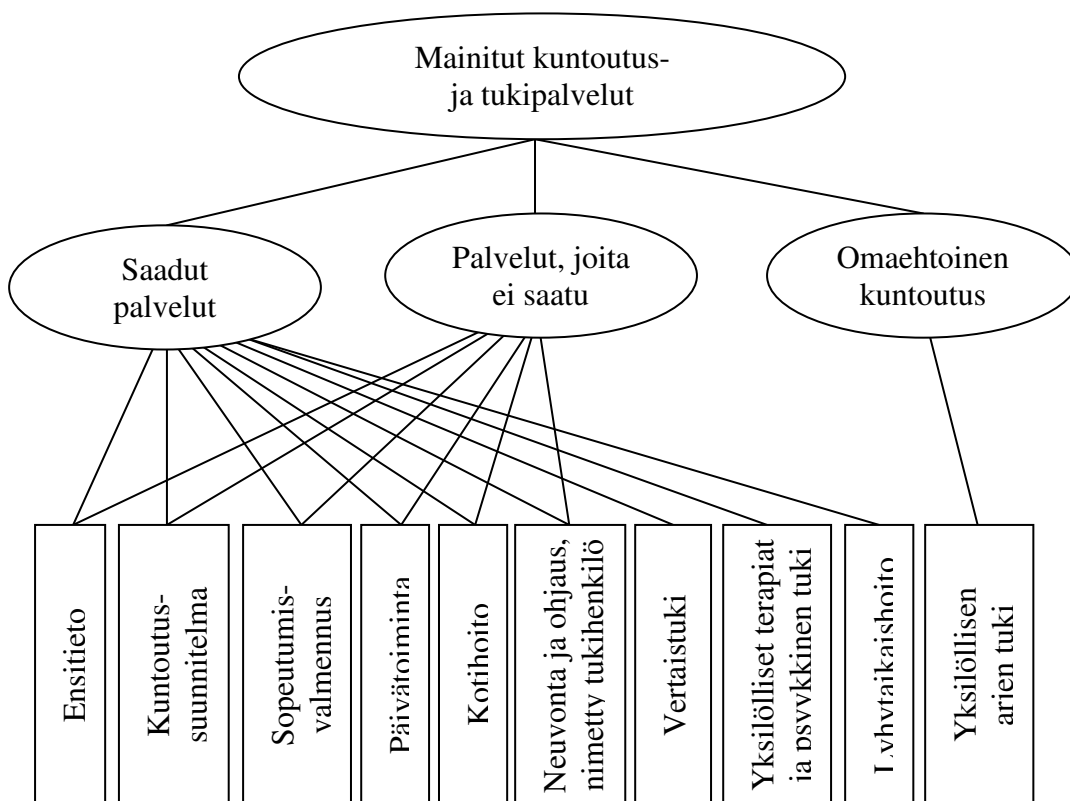 Mainitut kuntoutus-
ja tukipalvelut
Saadut
palvelut
Palvelut, joita
ei saatu
Omaehtoinen
kuntoutus
Ensitieto
Kuntoutus-
suunnitelma
Sopeutumis-
valmennus
Päivätoiminta
Kotihoito
Neuvonta ja ohjaus,
nimetty tukihenkilö
Vertaistuki
Yksilölliset terapiat
ja psyykkinen tuki
Lyhytaikaishoito
Yksilöllisen
arjen tuki